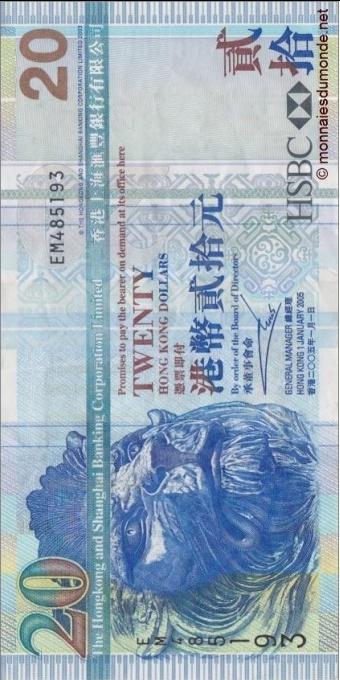 20
© THE HONGKONG AND SHANGHAI BANKING CORPORATION LIMITED 2003
The Hongkong and Shanghai Banking Corporation Limited 香港上海滙豐銀行有限公司
EM485193
Promises to pay the bearer on demand at its office here
TWENTY
HONG KONG DOLLARS
憑票即付
港幣貳拾元
By order of the Board of Directors
承董事會命
GENERAL MANAGER 總經理
HONG KONG 1 JANUARY 2005
香港二〇〇五年一月一日
貳拾
HSBC
20
EM485193
© monnaiesdumonde.net